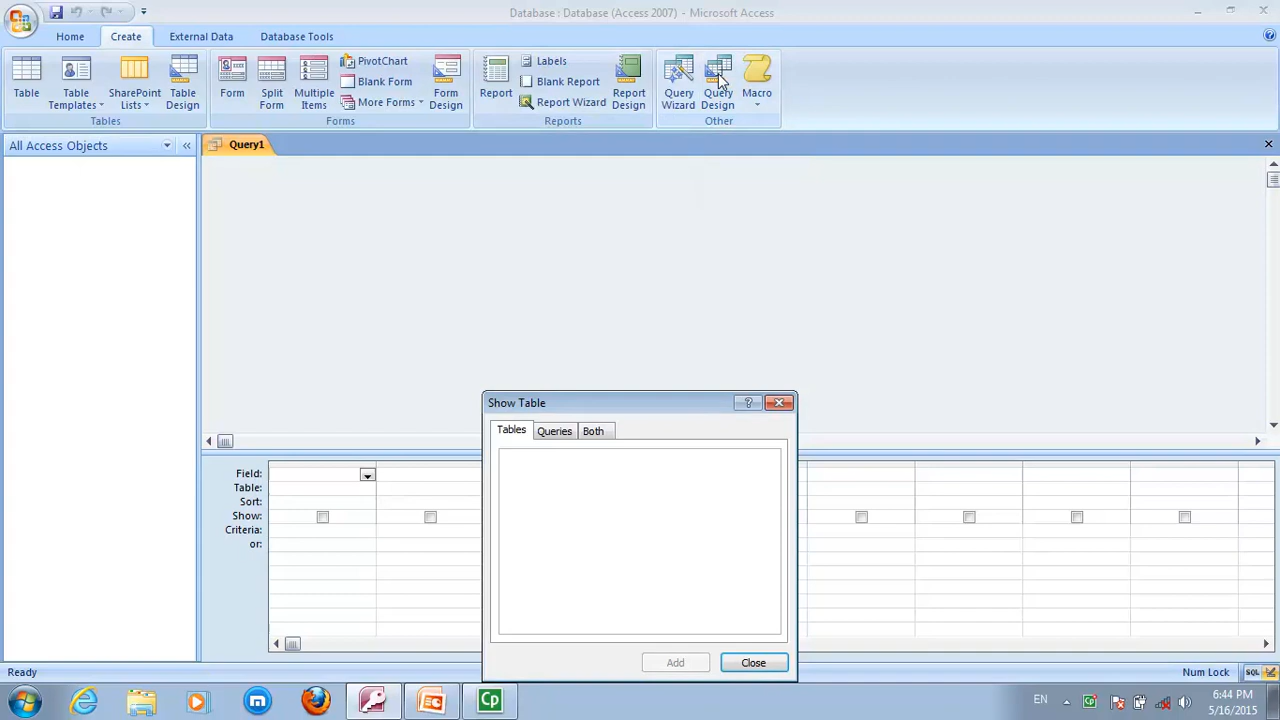 Database : Database (Access 2007) - Microsoft Access
Home Create External Data Database Tools
Table
Table Templates
SharePoint Lists
Table Design
Tables
Form
Split Form
Multiple Items
PivotChart
Blank Form
More Forms
Form Design
Forms
Report
Labels
Blank Report
Report Wizard
Report Design
Reports
Query Wizard
Query Design
Macro
Other
All Access Objects «
Query1
Show Table
Tables Queries Both
Add Close
Field:
Table:
Sort:
Show:
Criteria:
or:
Ready
Num Lock
SQL
Cp
EN
Cp
6:44 PM
5/16/2015